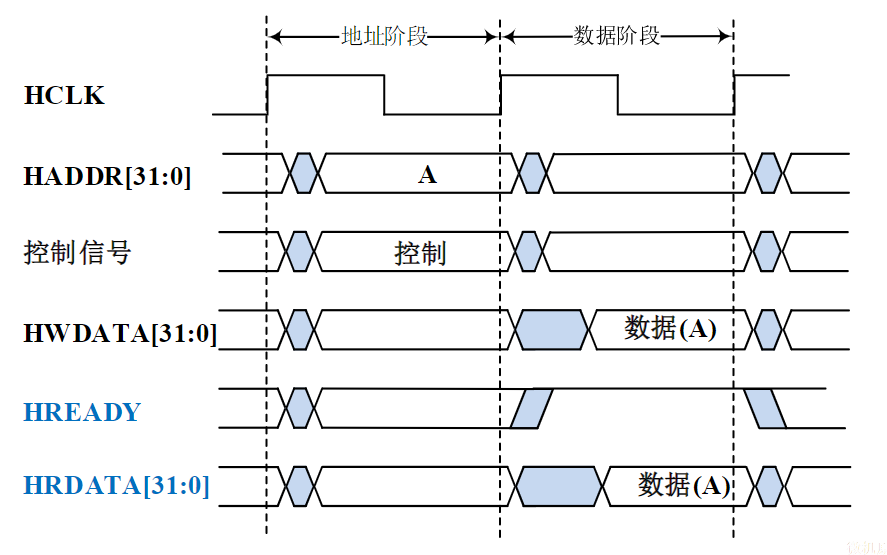 地址阶段 数据阶段
HCLK
HADDR[31:0] A
控制信号 控制
HWDATA[31:0] 数据(A)
HREADY
HRDATA[31:0] 数据(A)